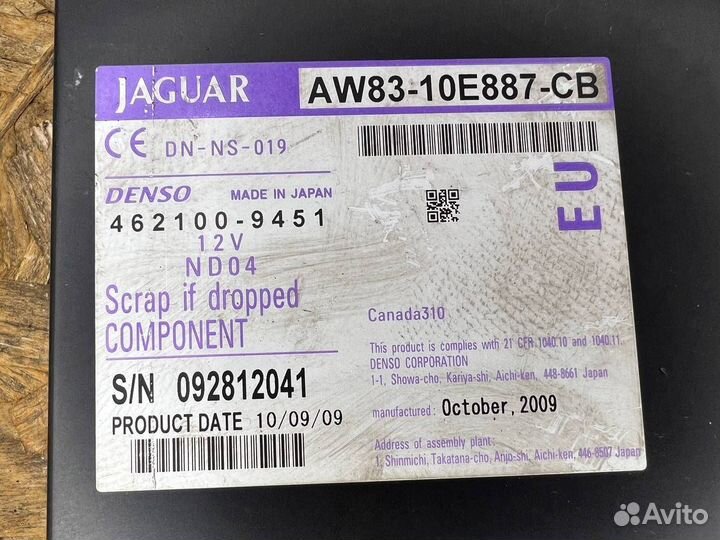 JAGUAR
AW83-10E887-CB
CE DN-NS-019
DENSO MADE IN JAPAN
462100-9451
12V
ND04
EU
Scrap if dropped
COMPONENT
Canada310
This product is complies with 21 CFR 1040.10 and 1040.11.
DENSO CORPORATION
1-1, Showa-cho, Kariya-shi, Aichi-ken, 448-8661 Japan
S/N 092812041
manufactured: October, 2009
PRODUCT DATE 10/09/09
Address of assembly plant:
1, Shinmichi, Takatana-cho, Anjo-shi, Aichi-ken, 446-8507 Japan
Avito